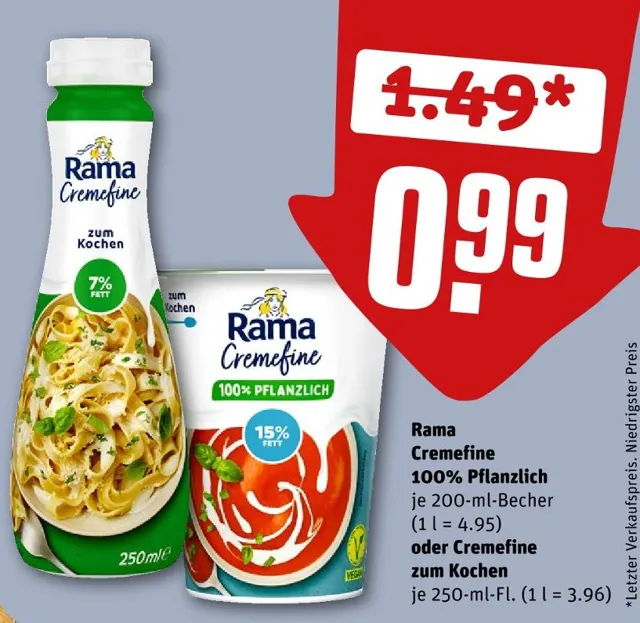 1.49*
0.99
Rama
Cremefine
zum
Kochen
7%
FETT
250ml e
zum
Kochen
Rama
Cremefine
100% PFLANZLICH
15%
FETT
VEGAN
Rama
Cremefine
100% Pflanzlich
je 200-ml-Becher
(1 l = 4.95)
oder Cremefine
zum Kochen
je 250-ml-Fl. (1 l = 3.96)
*Letzter Verkaufspreis. Niedrigster Preis